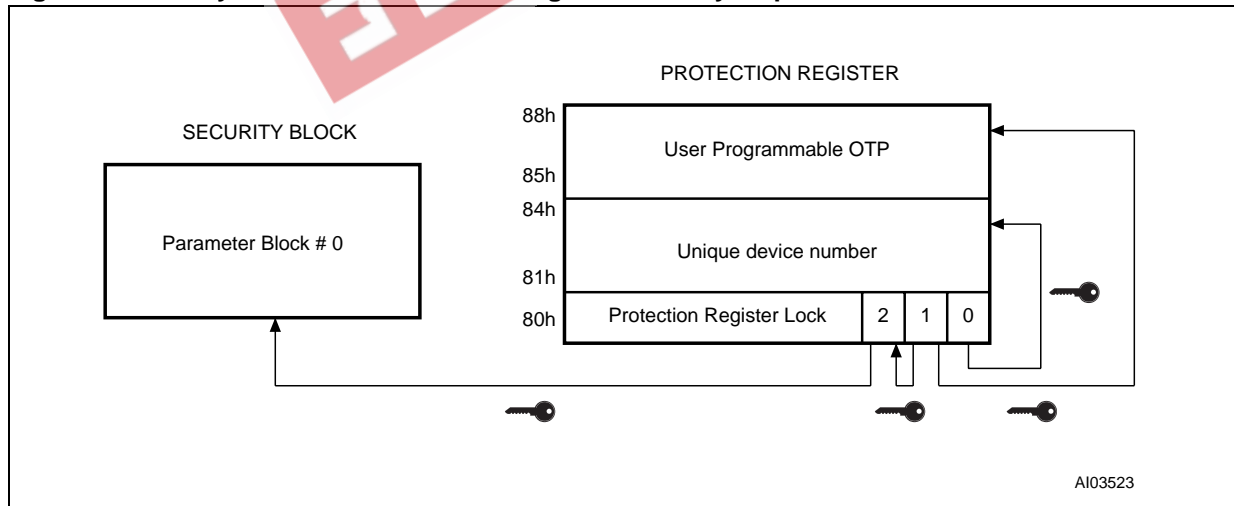 PROTECTION REGISTER
SECURITY BLOCK
88h
User Programmable OTP
85h
84h
Parameter Block # 0
Unique device number
81h
80h
Protection Register Lock 2 1 0
AI03523